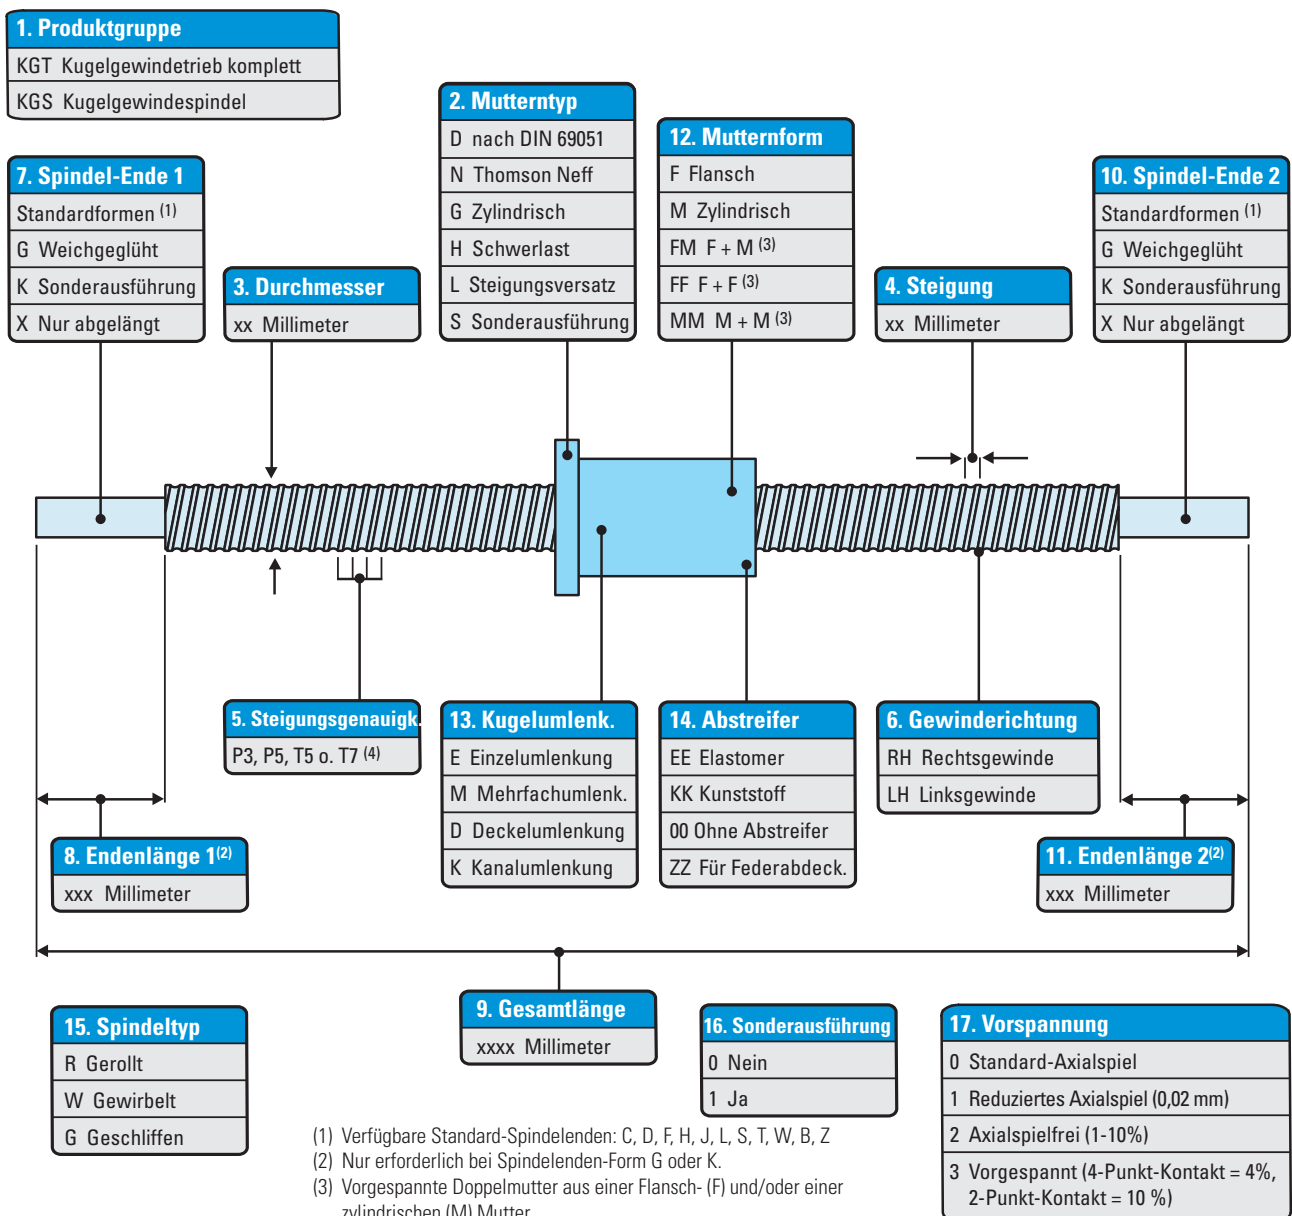 1. Produktgruppe
KGT Kugelgewindetrieb komplett
KGS Kugelgewindespindel
2. Mutterntyp
D nach DIN 69051
N Thomson Neff
G Zylindrisch
H Schwerlast
L Steigungsversatz
S Sonderausführung
12. Mutternform
F Flansch
M Zylindrisch
FM F + M (3)
FF F + F (3)
MM M + M (3)
7. Spindel-Ende 1
Standardformen (1)
G Weichgeglüht
K Sonderausführung
X Nur abgelängt
3. Durchmesser
xx Millimeter
4. Steigung
xx Millimeter
10. Spindel-Ende 2
Standardformen (1)
G Weichgeglüht
K Sonderausführung
X Nur abgelängt
5. Steigungsgenauigk.
P3, P5, T5 o. T7 (4)
13. Kugelumlenk.
E Einzelumlenkung
M Mehrfachumlenk.
D Deckelumlenkung
K Kanalumlenkung
14. Abstreifer
EE Elastomer
KK Kunststoff
00 Ohne Abstreifer
ZZ Für Federabdeck.
6. Gewinderichtung
RH Rechtsgewinde
LH Linksgewinde
8. Endenlänge 1(2)
xxx Millimeter
11. Endenlänge 2(2)
xxx Millimeter
9. Gesamtlänge
xxxx Millimeter
15. Spindeltyp
R Gerollt
W Gewirbelt
G Geschliffen
16. Sonderausführung
0 Nein
1 Ja
17. Vorspannung
0 Standard-Axialspiel
1 Reduziertes Axialspiel (0,02 mm)
2 Axialspielfrei (1-10%)
3 Vorgespannt (4-Punkt-Kontakt = 4%,
2-Punkt-Kontakt = 10 %)
(1) Verfügbare Standard-Spindelenden: C, D, F, H, J, L, S, T, W, B, Z
(2) Nur erforderlich bei Spindelenden-Form G oder K.
(3) Vorgespannte Doppelmutter aus einer Flansch- (F) und/oder einer
zylindrischen (M) Mutter